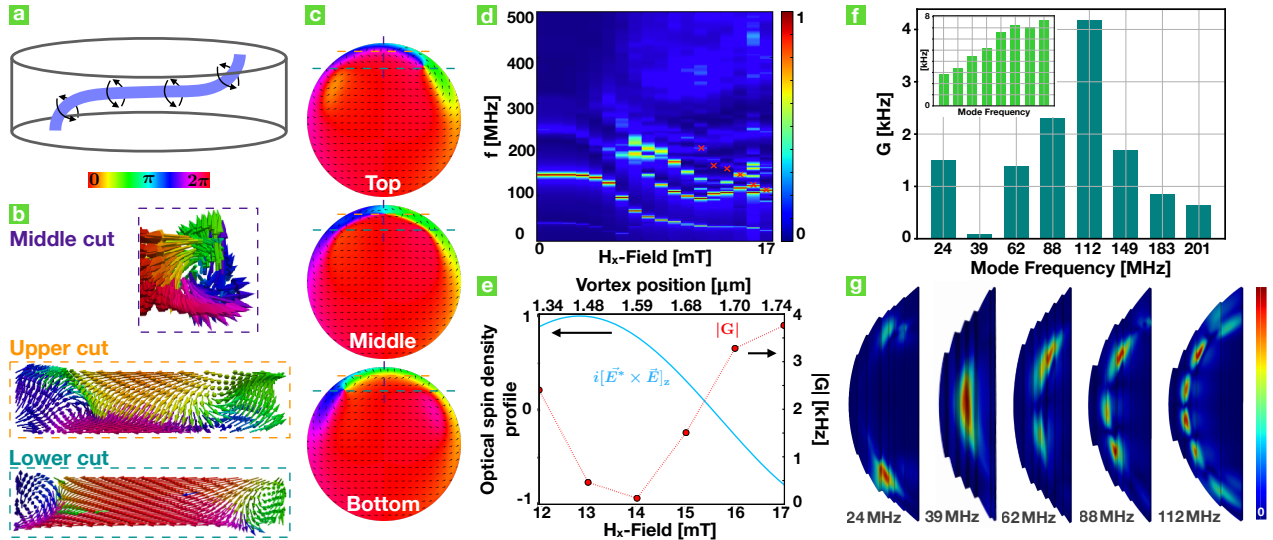 a
0
π
2π
b
Middle cut
Upper cut
Lower cut
c
Top
Middle
Bottom
d
f [MHz]
500
400
300
200
100
0
0
17
Hₓ-Field [mT]
1
0
e
Vortex position [μm]
1.34
1.48
1.59
1.68
1.70
1.74
Optical spin density
profile
1
0
-1
|G|
i[E⃗* × E⃗]z
|G| [kHz]
4
3
2
1
0
12
13
14
15
16
17
Hₓ-Field [mT]
f
G [kHz]
4
3
2
1
0
8
[kHz]
0
Mode Frequency
24
39
62
88
112
149
183
201
Mode Frequency [MHz]
g
24 MHz
39 MHz
62 MHz
88 MHz
112 MHz
1
0